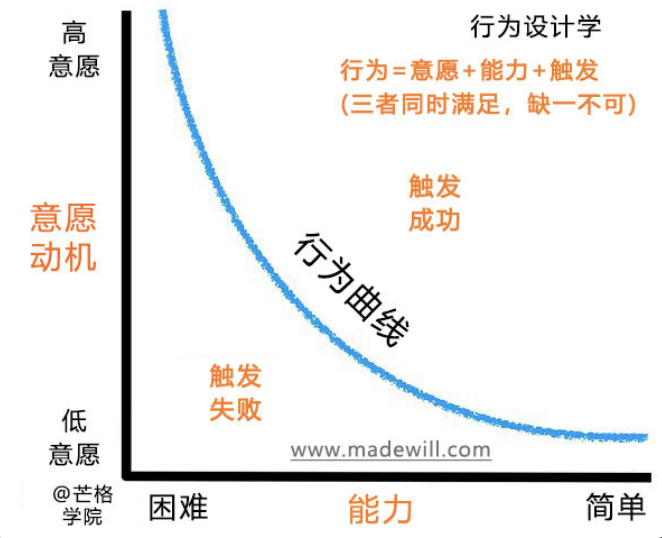 高
意愿
行为设计学
行为=意愿+能力+触发
(三者同时满足，缺一不可)
触发
成功
意愿
动机
行为曲线
触发
失败
低
意愿
www.madewill.com
@芒格
学院
困难
能力
简单